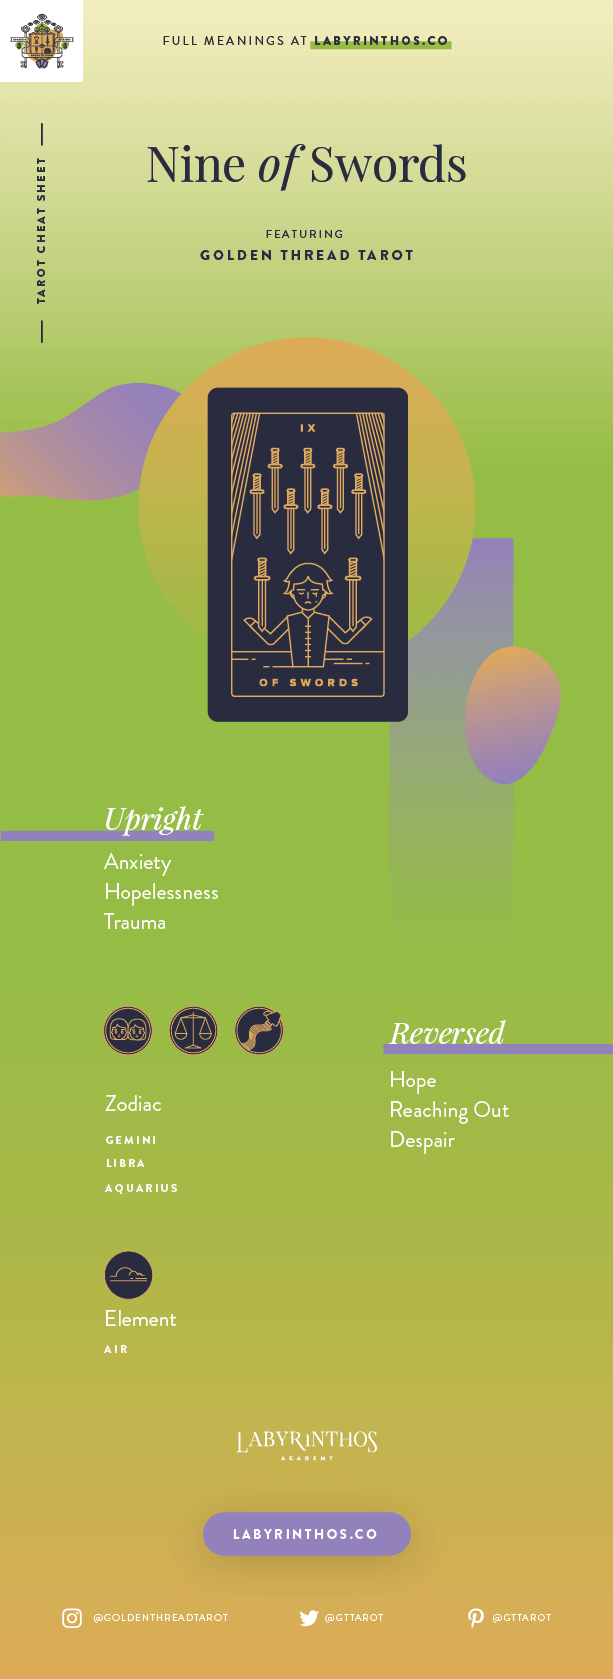 FULL MEANINGS AT LABYRINTHOS.CO
TAROT CHEAT SHEET
Nine of Swords
FEATURING
GOLDEN THREAD TAROT
IX
OF SWORDS
Upright
Anxiety
Hopelessness
Trauma
Zodiac
GEMINI
LIBRA
AQUARIUS
Reversed
Hope
Reaching Out
Despair
Element
AIR
LABYRINTHOS
ACADEMY
LABYRINTHOS.CO
@GOLDENTHREADTAROT
@GTTAROT
@GTTAROT